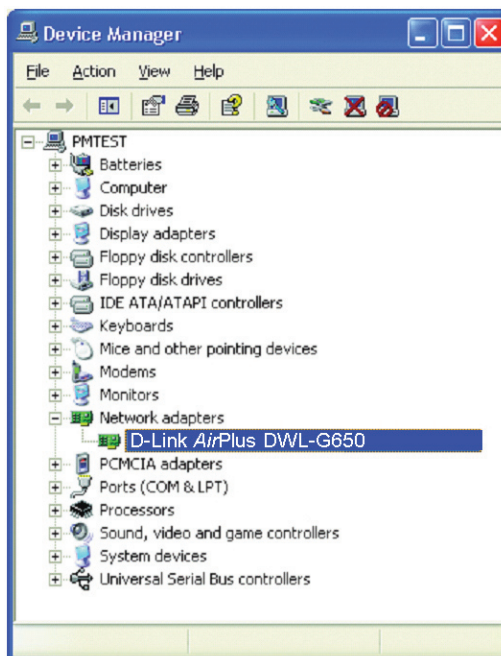 Device Manager
File Action View Help
PMTEST
Batteries
Computer
Disk drives
Display adapters
Floppy disk controllers
Floppy disk drives
IDE ATA/ATAPI controllers
Keyboards
Mice and other pointing devices
Modems
Monitors
Network adapters
D-Link AirPlus DWL-G650
PCMCIA adapters
Ports (COM & LPT)
Processors
Sound, video and game controllers
System devices
Universal Serial Bus controllers